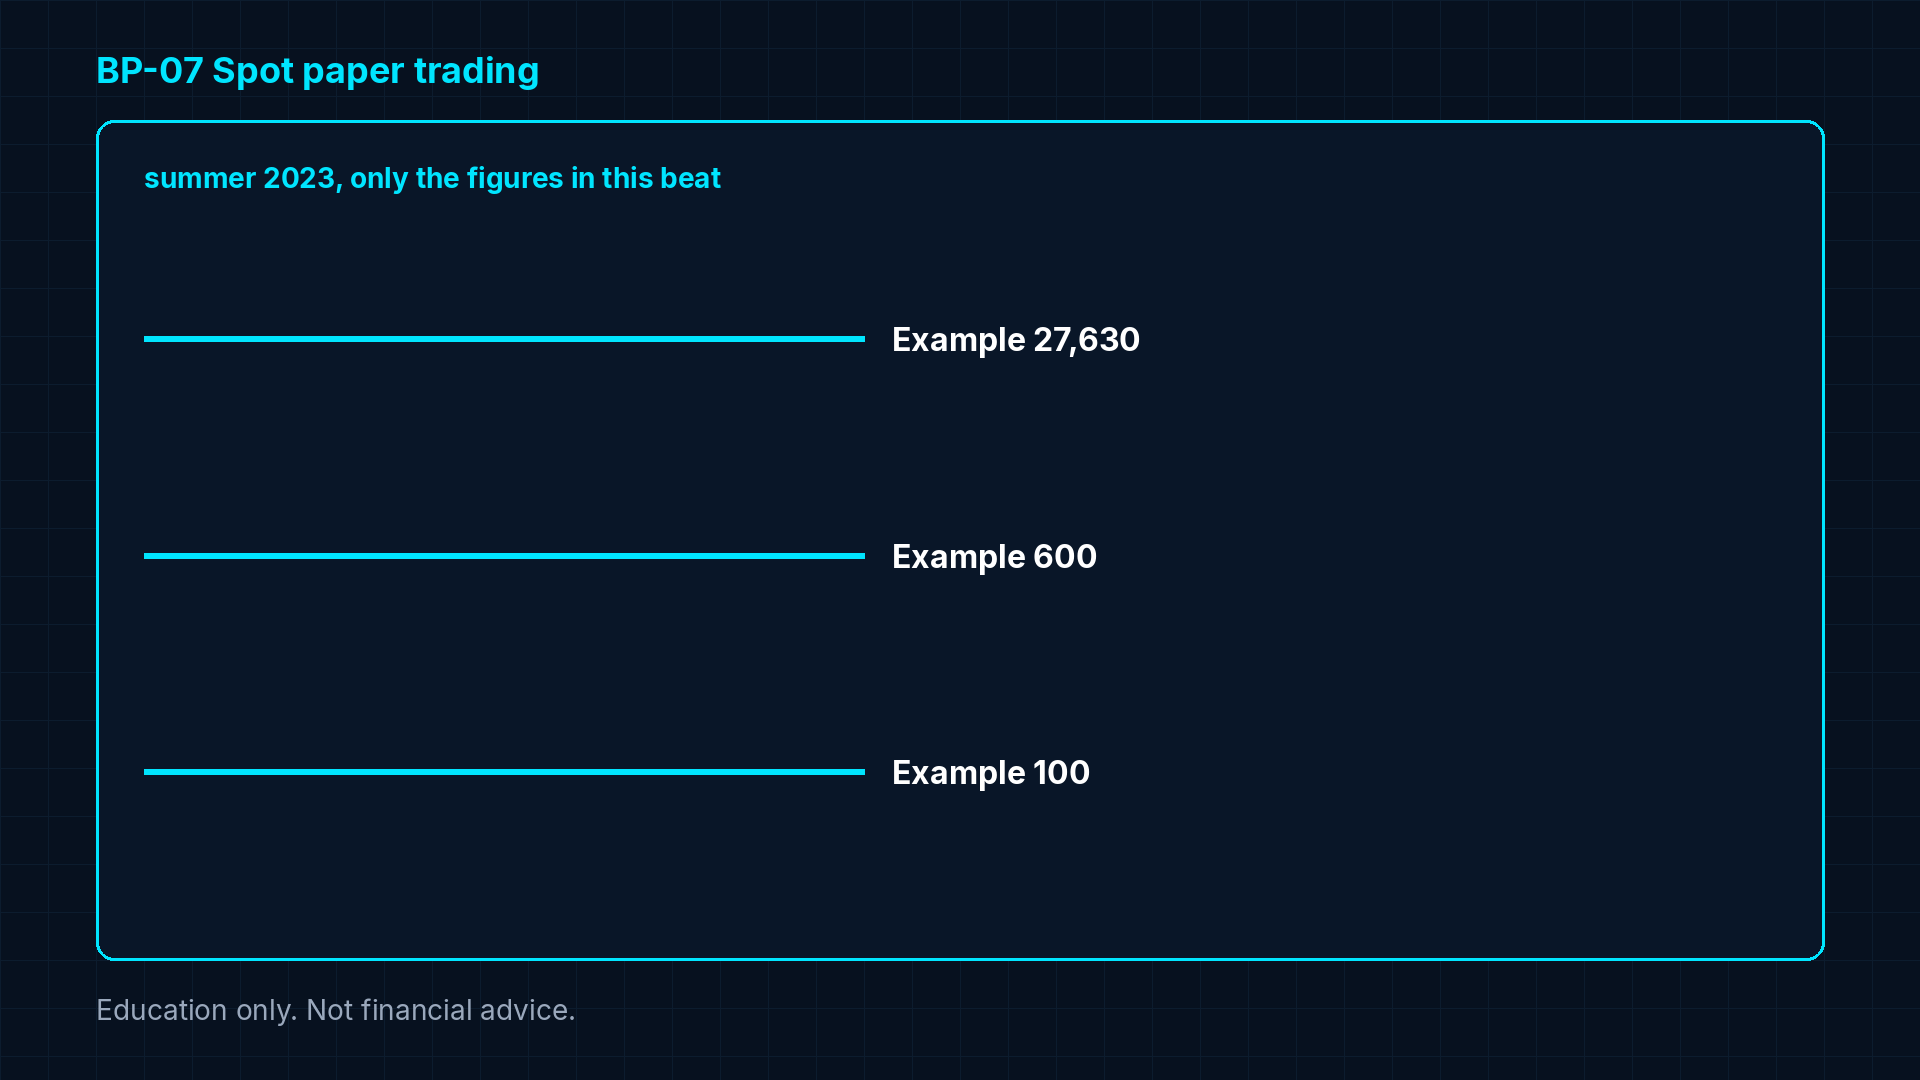 BP-07 Spot paper trading
summer 2023, only the figures in this beat
Example 27,630
Example 600
Example 100
Education only. Not financial advice.